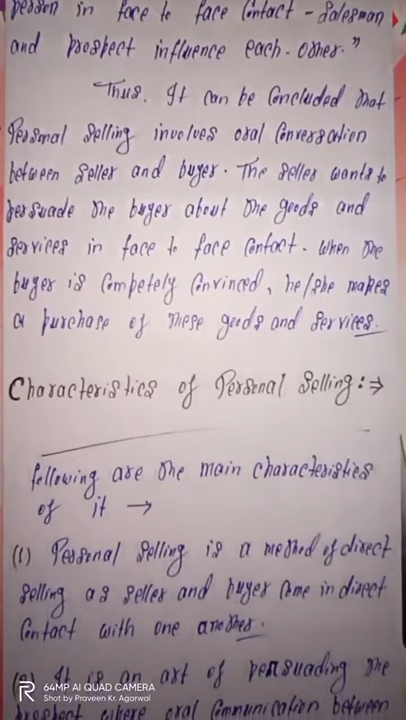 person in face to face Contact - Salesman
and prospect influence each-other."
Thus. It can be Concluded that
Personal Selling involves oral Conversation
between Seller and buyer. The Seller wants to
persuade the buyer about the goods and
Services in face to face Contact. When the
buyer is Competely Convinced, he/she makes
a purchase of these goods and Services.
Characteristics of Personal Selling:⇒
following are the main characteristics
of it →
(1) Personal Selling is a method of direct
Selling as Seller and buyer Come in direct
Contact with one another.
(2) It is an art of persuading the
prospect where oral Communication between
64MP AI QUAD CAMERA
Shot by Praveen Kr. Agarwal